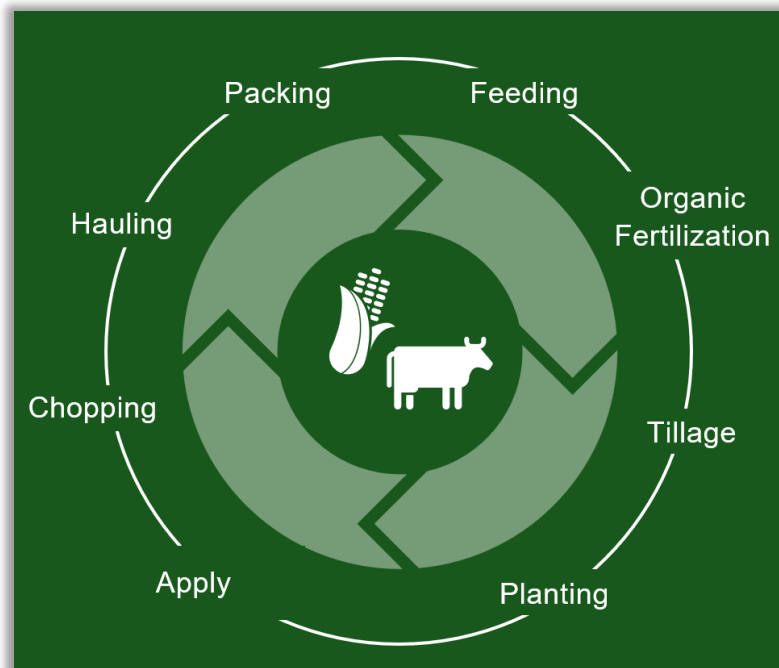 Packing
Feeding
Hauling
Organic
Fertilization
Chopping
Tillage
Apply
Planting